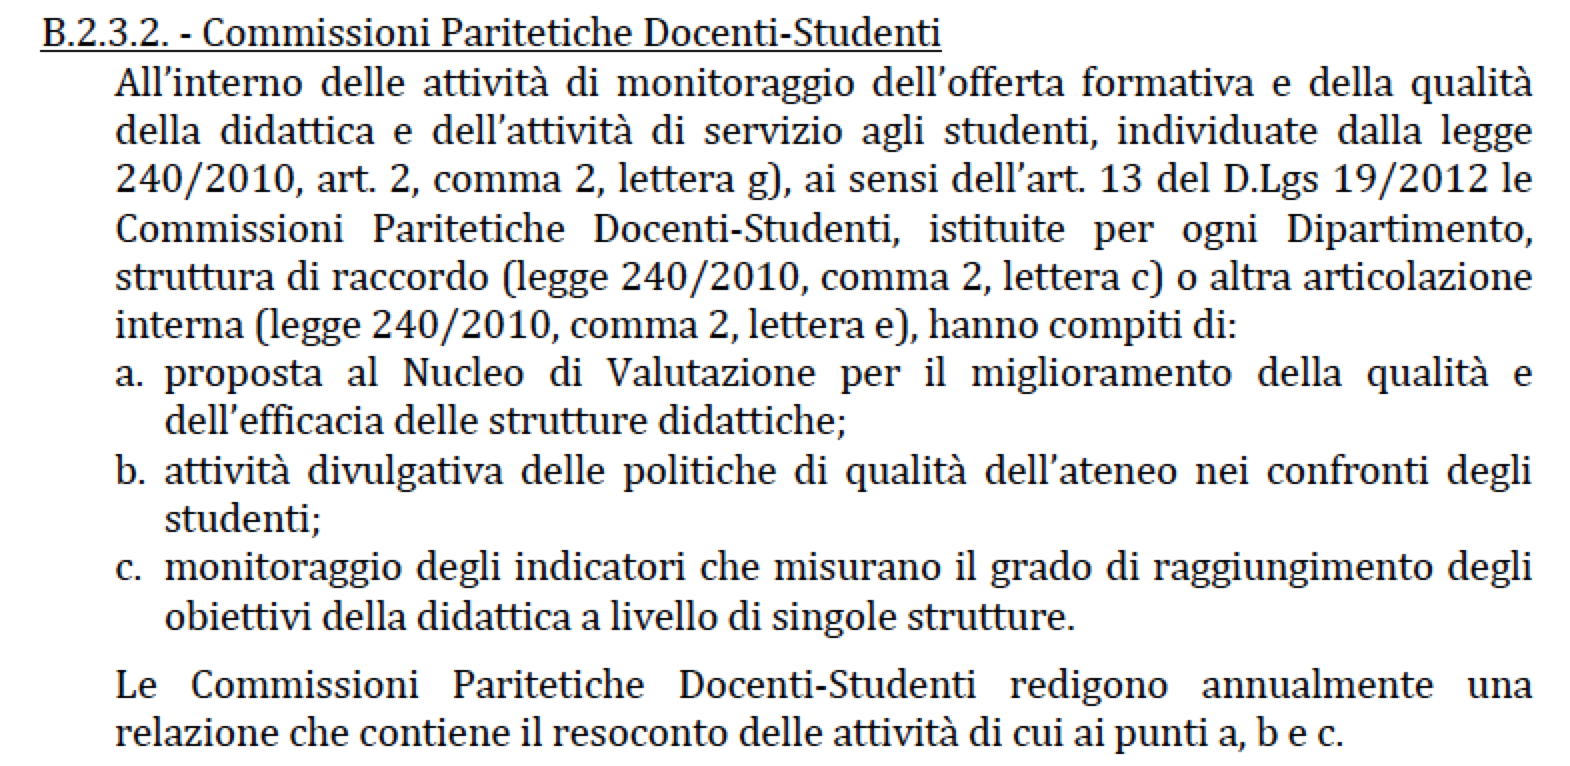 B.2.3.2. - Commissioni Paritetiche Docenti-Studenti
All’interno delle attività di monitoraggio dell’offerta formativa e della qualità
della didattica e dell’attività di servizio agli studenti, individuate dalla legge
240/2010, art. 2, comma 2, lettera g), ai sensi dell’art. 13 del D.Lgs 19/2012 le
Commissioni Paritetiche Docenti-Studenti, istituite per ogni Dipartimento,
struttura di raccordo (legge 240/2010, comma 2, lettera c) o altra articolazione
interna (legge 240/2010, comma 2, lettera e), hanno compiti di:
a. proposta al Nucleo di Valutazione per il miglioramento della qualità e
dell’efficacia delle strutture didattiche;
b. attività divulgativa delle politiche di qualità dell’ateneo nei confronti degli
studenti;
c. monitoraggio degli indicatori che misurano il grado di raggiungimento degli
obiettivi della didattica a livello di singole strutture.
Le Commissioni Paritetiche Docenti-Studenti redigono annualmente una
relazione che contiene il resoconto delle attività di cui ai punti a, b e c.